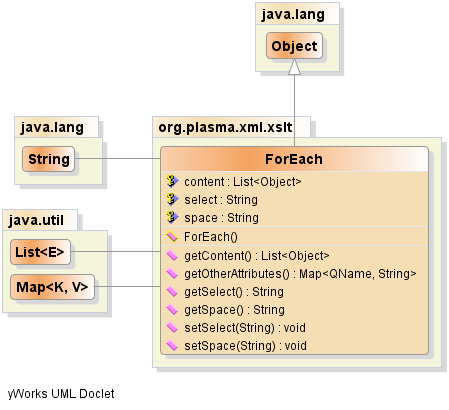 java.lang
Object
java.lang
String
org.plasma.xml.xslt
ForEach
content : List<Object>
select : String
space : String
ForEach()
getContent() : List<Object>
getOtherAttributes() : Map<QName, String>
getSelect() : String
getSpace() : String
setSelect(String) : void
setSpace(String) : void
java.util
List<E>
Map<K, V>
yWorks UML Doclet